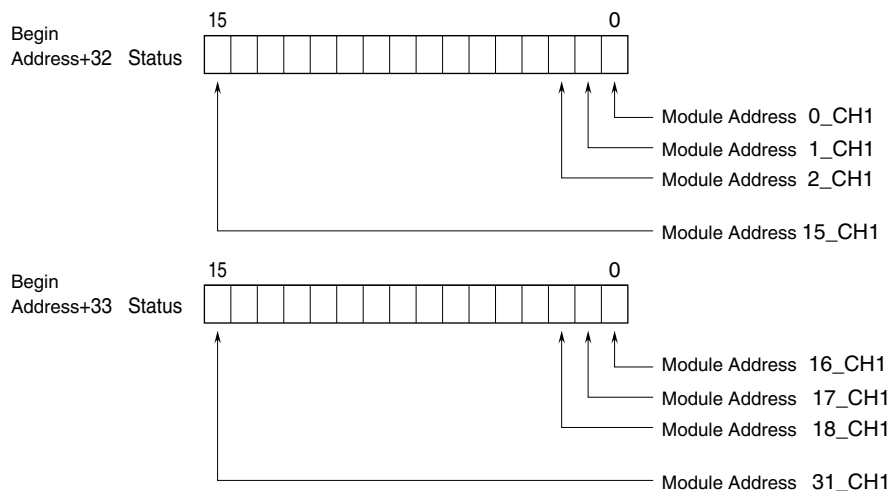 15 0
Begin
Address+32 Status
Module Address 0_CH1
Module Address 1_CH1
Module Address 2_CH1
Module Address 15_CH1
15 0
Begin
Address+33 Status
Module Address 16_CH1
Module Address 17_CH1
Module Address 18_CH1
Module Address 31_CH1